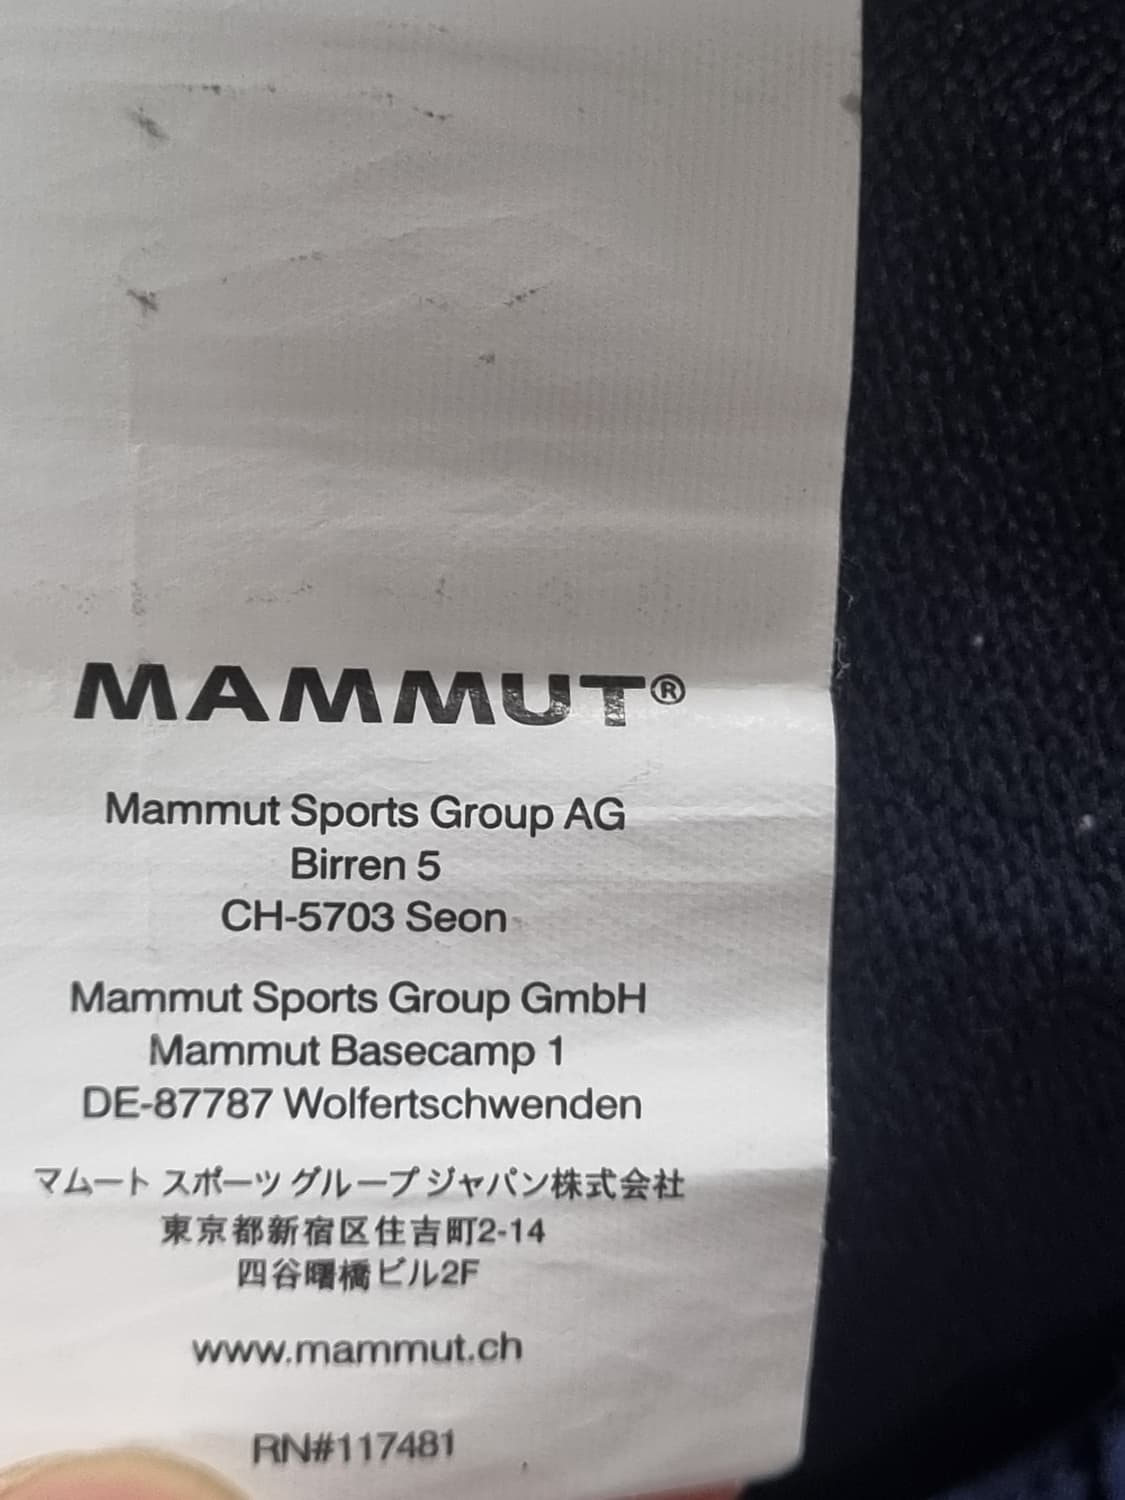 MAMMUT®
Mammut Sports Group AG
Birren 5
CH-5703 Seon
Mammut Sports Group GmbH
Mammut Basecamp 1
DE-87787 Wolfertschwenden
マムート スポーツ グループ ジャパン株式会社
東京都新宿区住吉町2-14
四谷曙橋ビル2F
www.mammut.ch
RN#117481